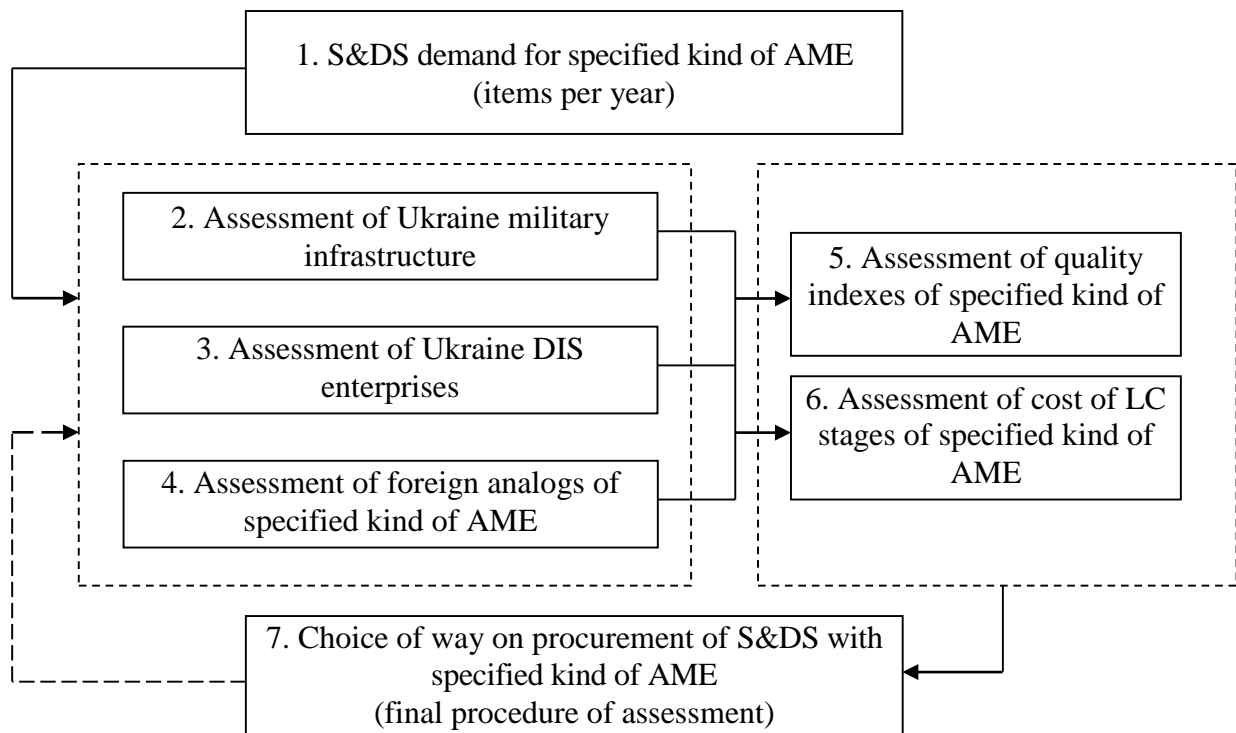 1. S&DS demand for specified kind of AME
(items per year)
2. Assessment of Ukraine military
infrastructure
3. Assessment of Ukraine DIS
enterprises
4. Assessment of foreign analogs of
specified kind of AME
5. Assessment of quality
indexes of specified kind of
AME
6. Assessment of cost of LC
stages of specified kind of
AME
7. Choice of way on procurement of S&DS with
specified kind of AME
(final procedure of assessment)